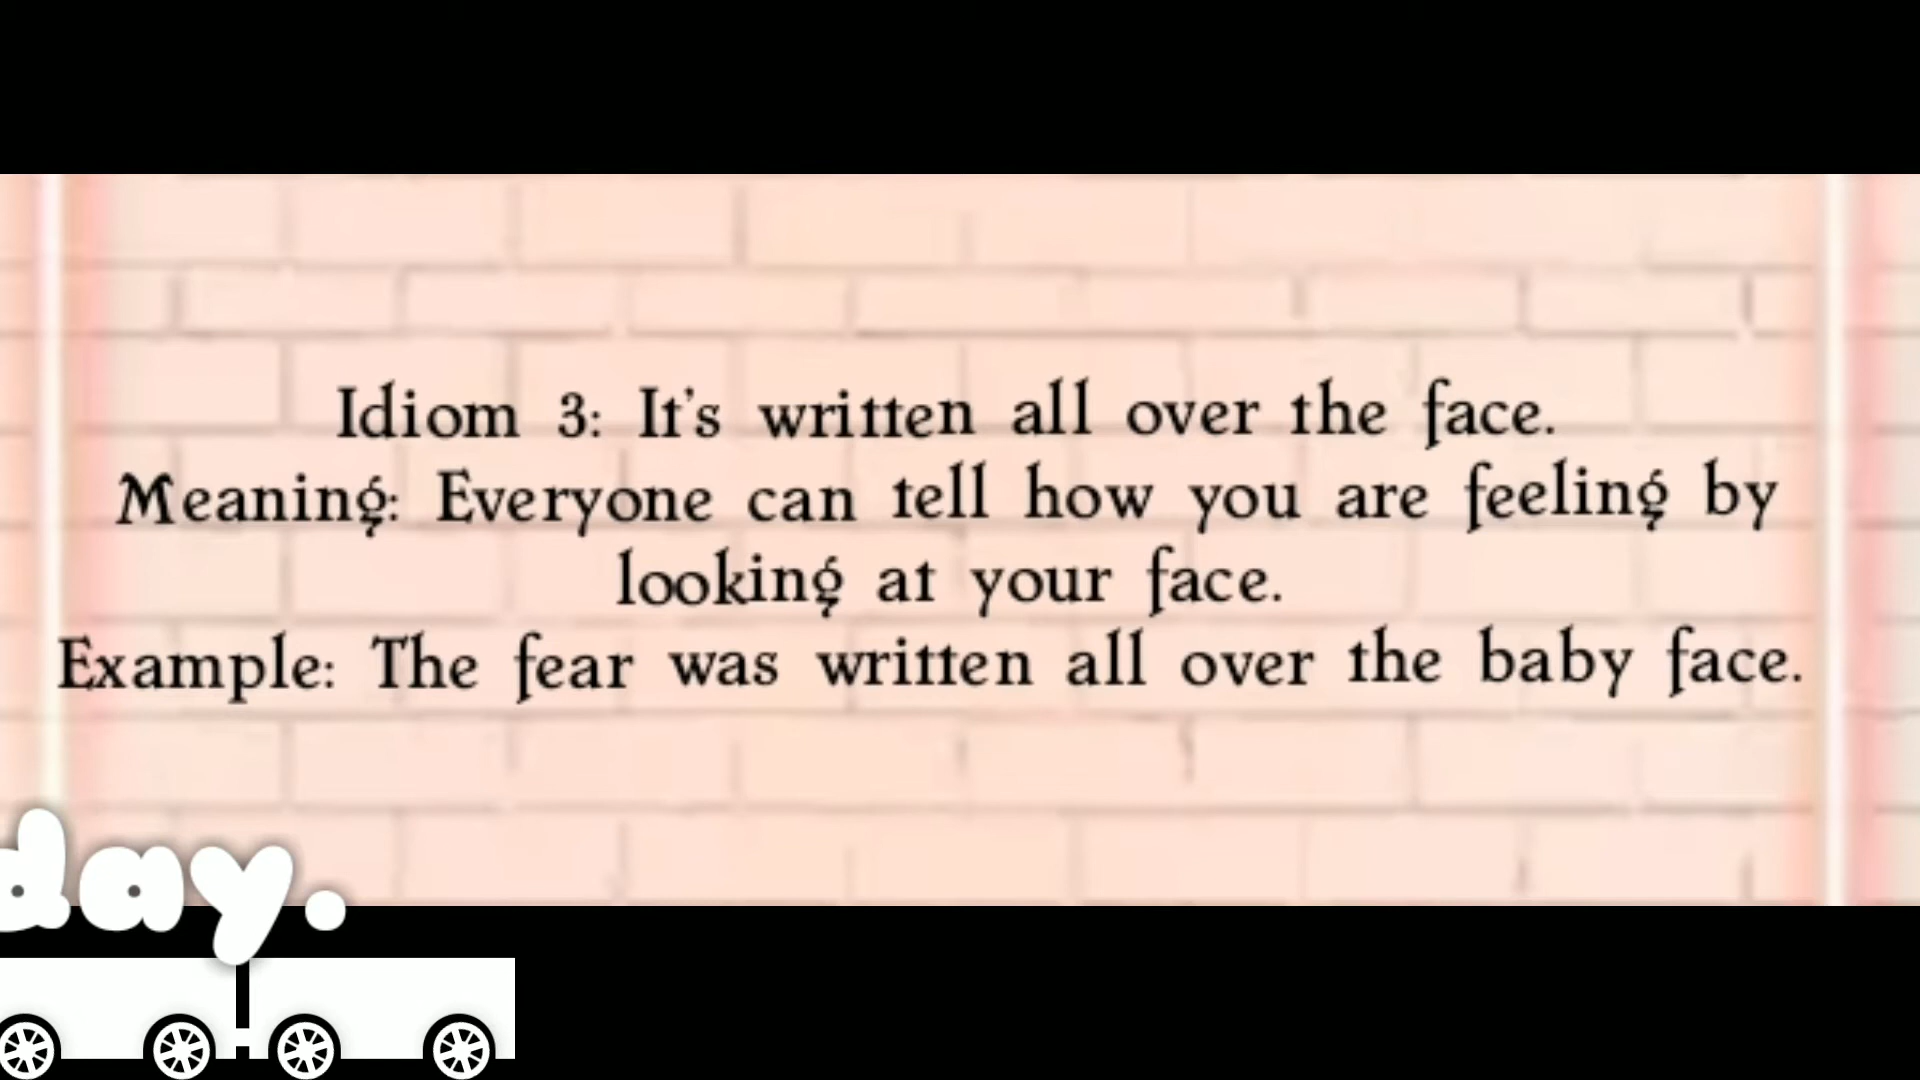 Idiom 3: It's written all over the face.
Meaning: Everyone can tell how you are feeling by
looking at your face.
Example: The fear was written all over the baby face.
day.